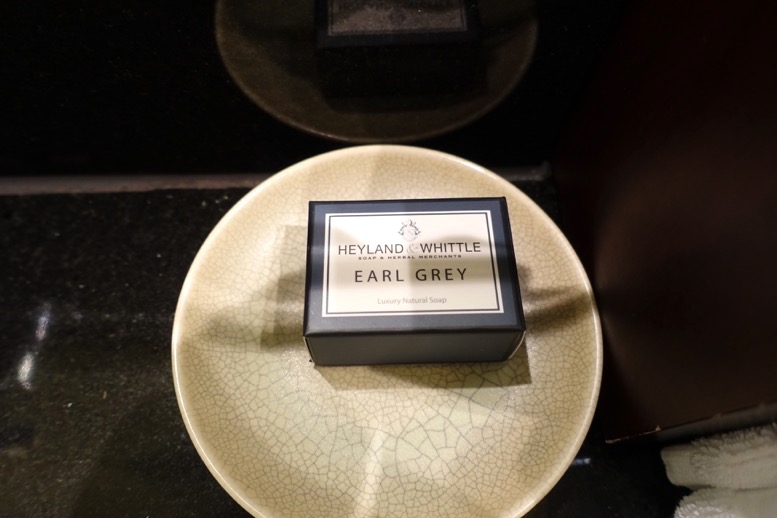 HEYLAND & WHITTLE
SOAP & HERBAL MERCHANTS
EARL GREY
Luxury Natural Soap